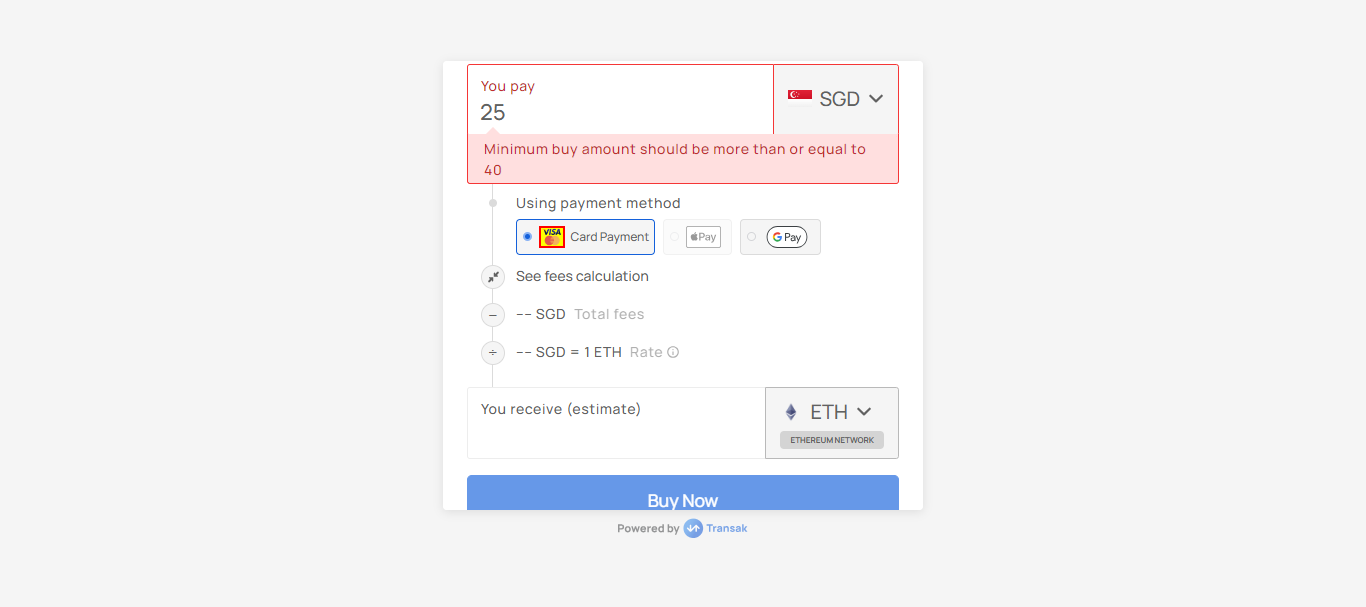 You pay
25
SGD
Minimum buy amount should be more than or equal to
40
Using payment method
VISA Card Payment Pay G Pay
See fees calculation
−
-- SGD Total fees
÷
-- SGD = 1 ETH Rate
You receive (estimate)
ETH
ETHEREUM NETWORK
Buy Now
Powered by Transak